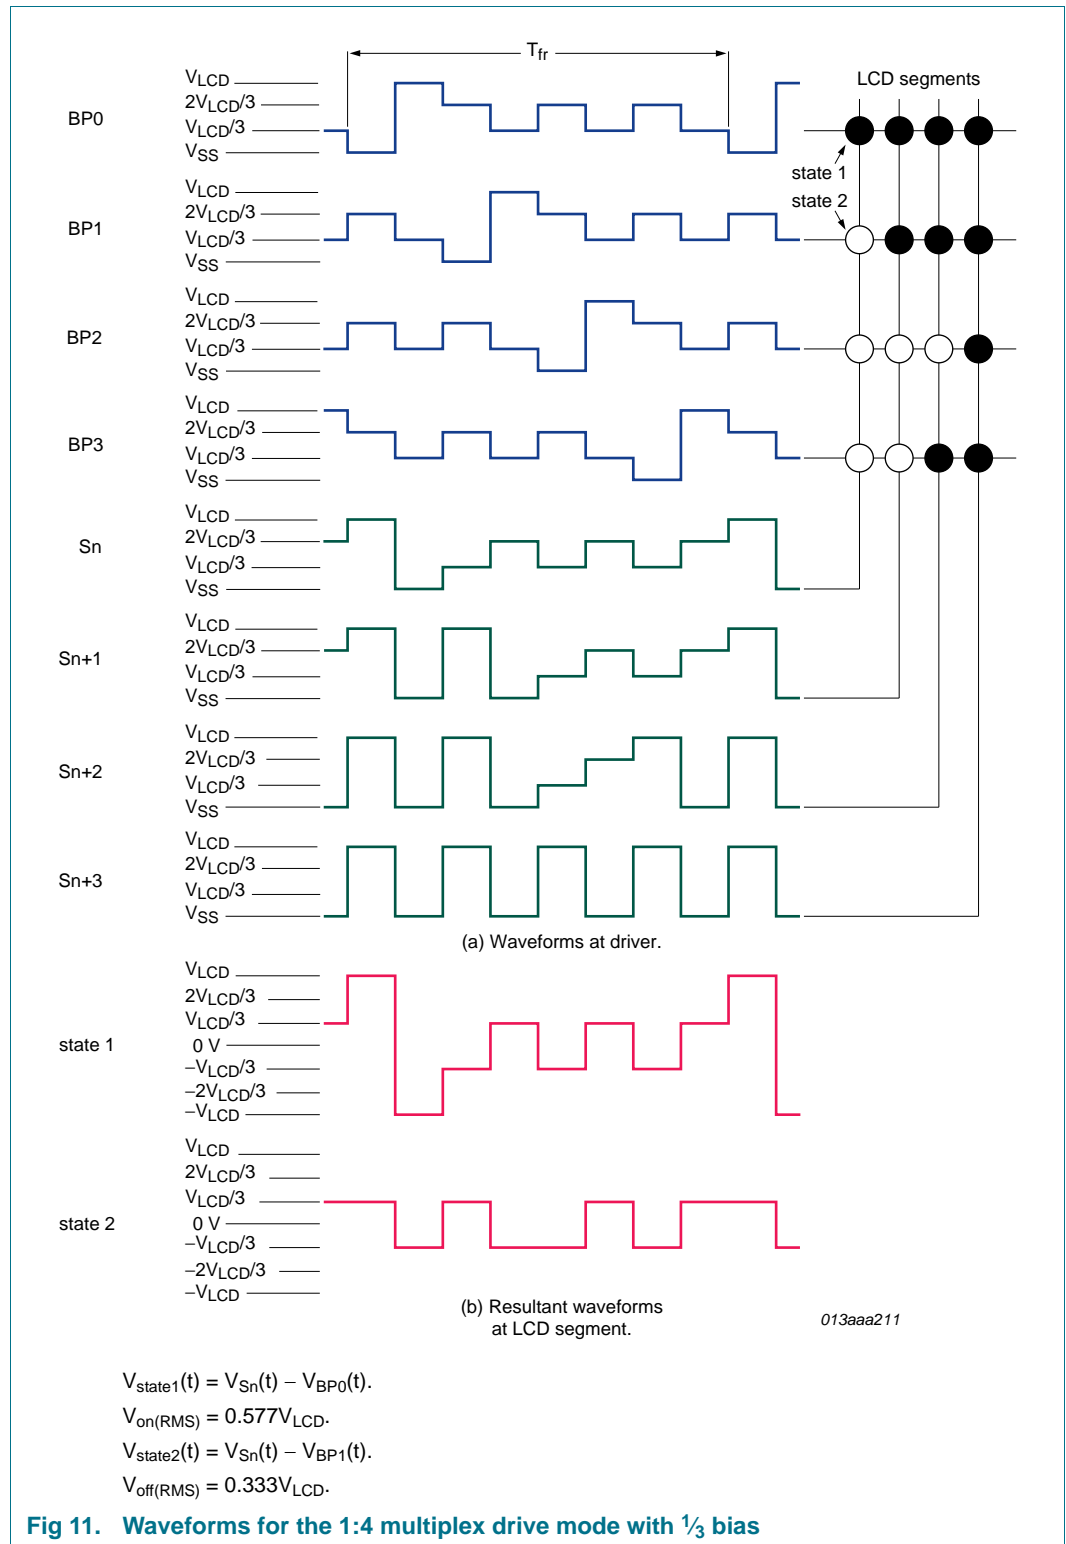 Tfr
BP0
VLCD
2VLCD/3
VLCD/3
VSS
LCD segments
state 1
state 2
BP1
VLCD
2VLCD/3
VLCD/3
VSS
BP2
VLCD
2VLCD/3
VLCD/3
VSS
BP3
VLCD
2VLCD/3
VLCD/3
VSS
Sn
VLCD
2VLCD/3
VLCD/3
VSS
Sn+1
VLCD
2VLCD/3
VLCD/3
VSS
Sn+2
VLCD
2VLCD/3
VLCD/3
VSS
Sn+3
VLCD
2VLCD/3
VLCD/3
VSS
(a) Waveforms at driver.
state 1
VLCD
2VLCD/3
VLCD/3
0 V
−VLCD/3
−2VLCD/3
−VLCD
state 2
VLCD
2VLCD/3
VLCD/3
0 V
−VLCD/3
−2VLCD/3
−VLCD
(b) Resultant waveforms
at LCD segment.
013aaa211
Vstate1(t) = VSn(t) − VBP0(t).
Von(RMS) = 0.577VLCD.
Vstate2(t) = VSn(t) − VBP1(t).
Voff(RMS) = 0.333VLCD.
Fig 11. Waveforms for the 1:4 multiplex drive mode with 1⁄3 bias